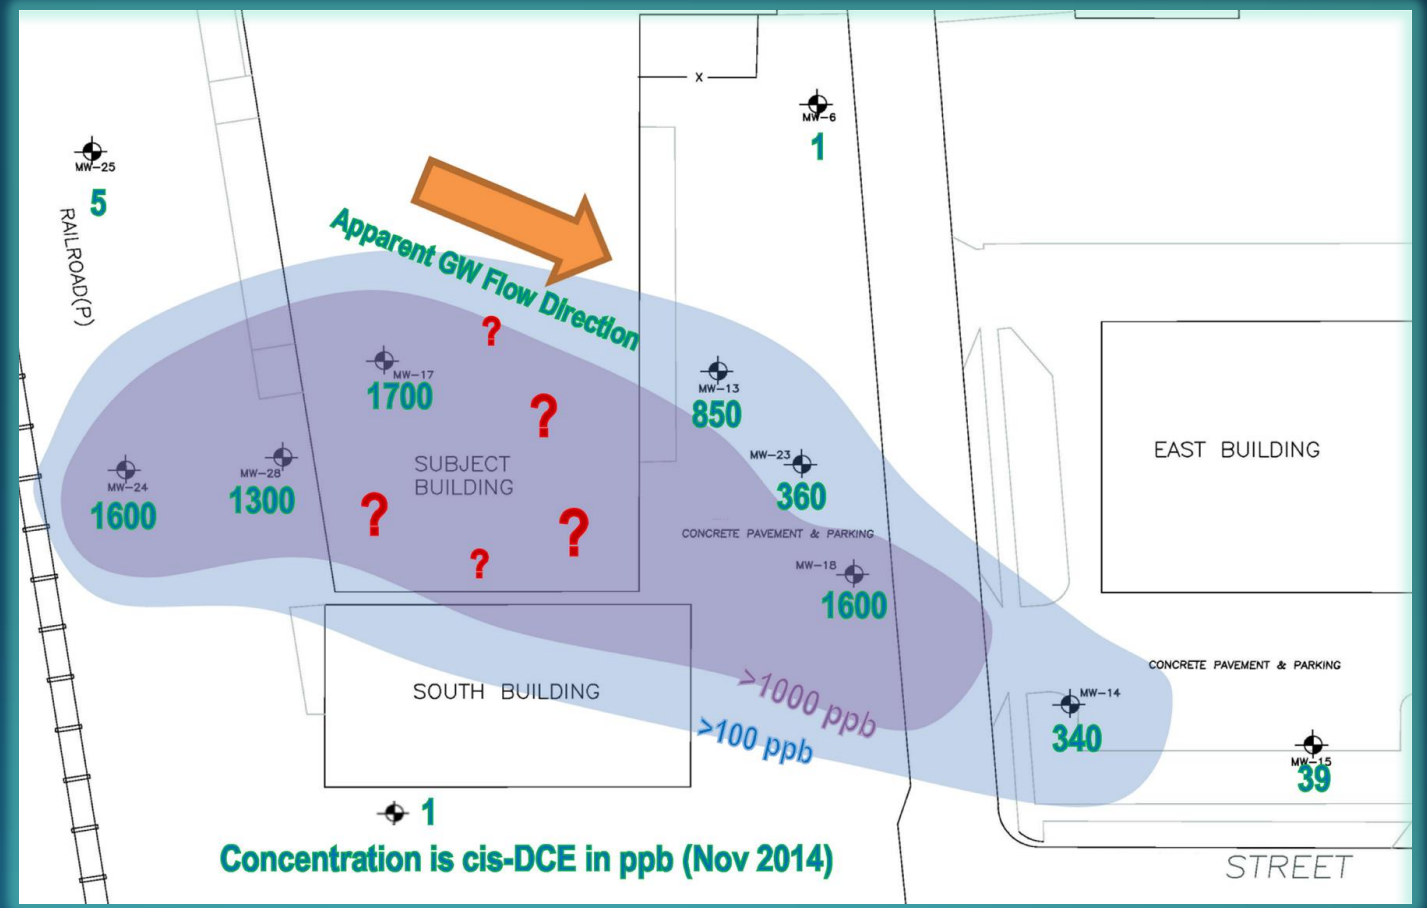 X
MW-6
1
MW-25
5
RAILROAD(P)
Apparent GW Flow Direction
?
MW-17
1700
?
MW-13
850
MW-23
360
EAST BUILDING
SUBJECT
BUILDING
MW-24
1600
MW-28
1300
?
?
?
CONCRETE PAVEMENT & PARKING
MW-18
1600
SOUTH BUILDING
>1000 ppb
>100 ppb
CONCRETE PAVEMENT & PARKING
MW-14
340
MW-15
39
1
Concentration is cis-DCE in ppb (Nov 2014)
STREET